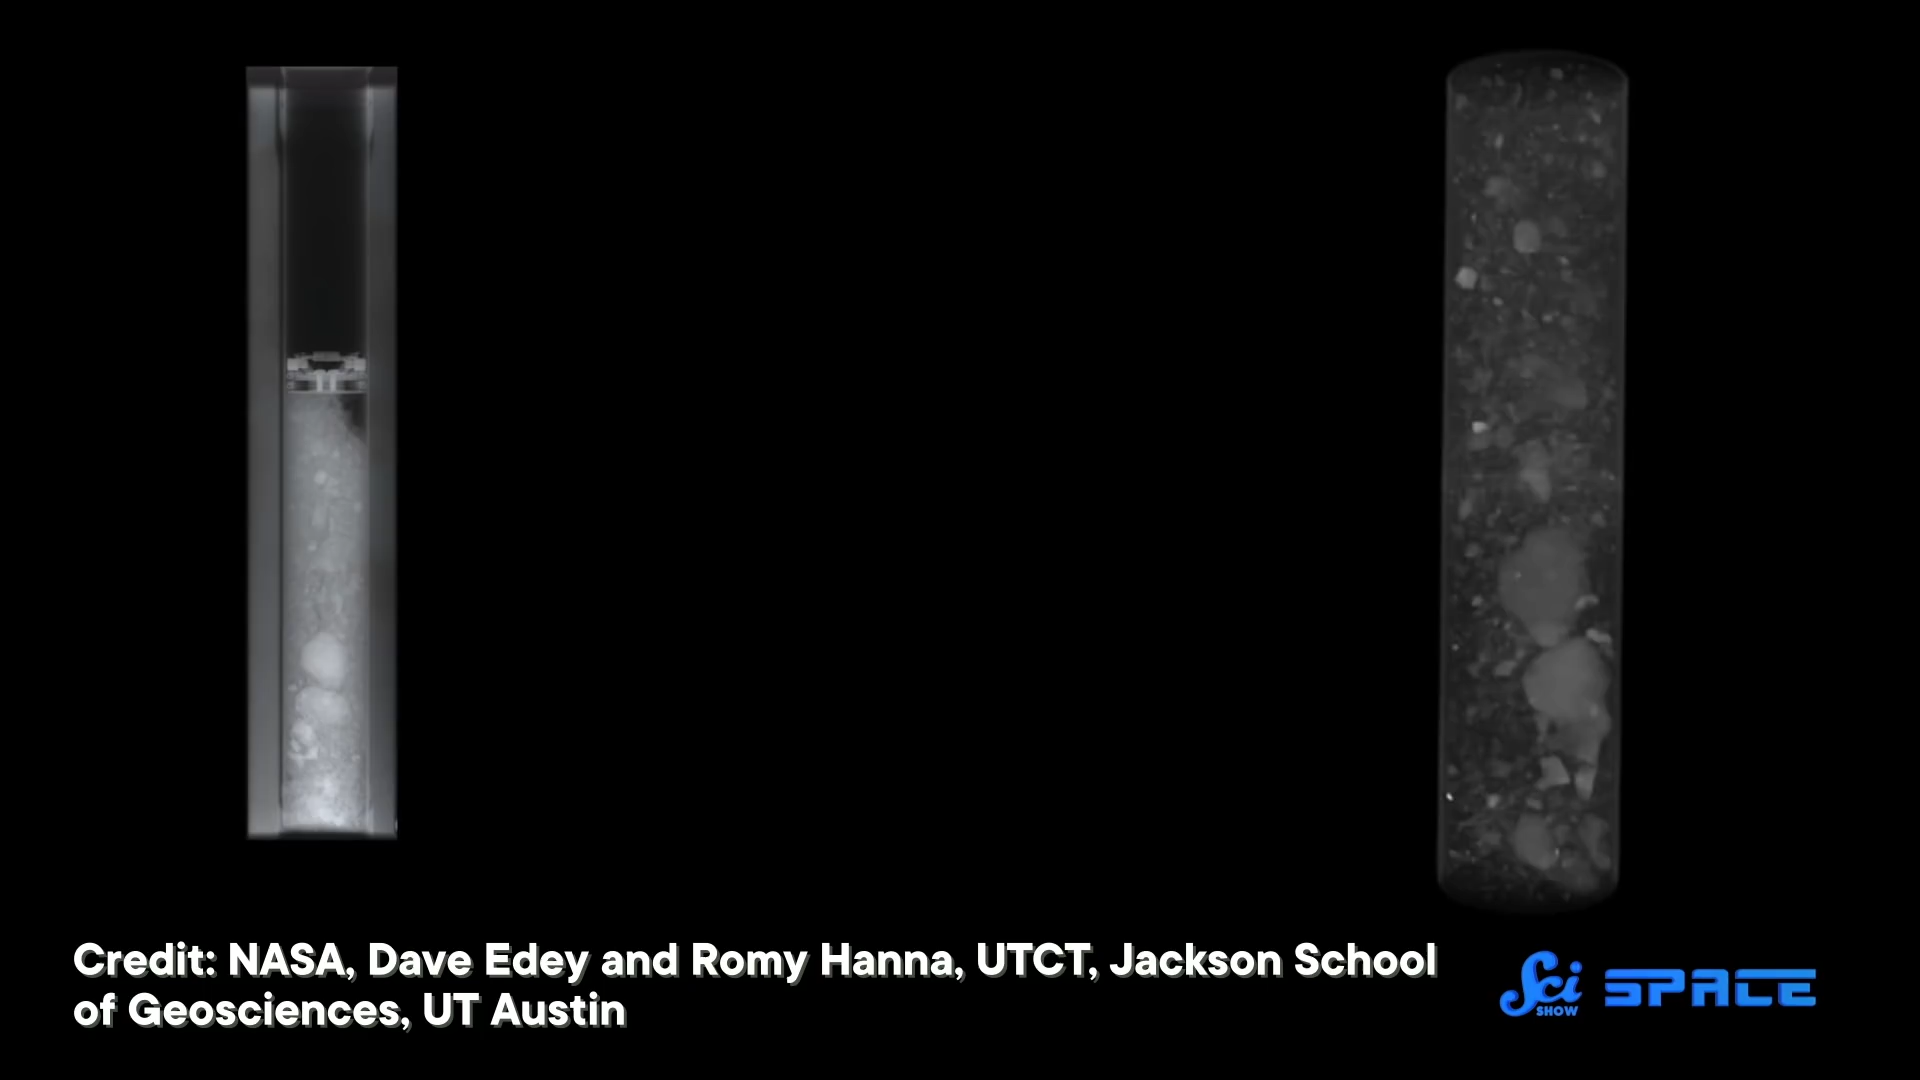 Credit: NASA, Dave Edey and Romy Hanna, UTCT, Jackson School
of Geosciences, UT Austin
Sci SHOW SPACE